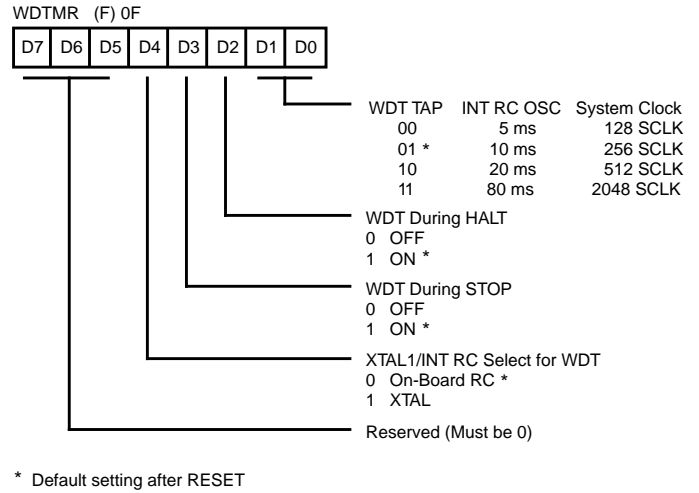 WDTMR (F) 0F
D7 D6 D5 D4 D3 D2 D1 D0
WDT TAP INT RC OSC System Clock
00 5 ms 128 SCLK
01 * 10 ms 256 SCLK
10 20 ms 512 SCLK
11 80 ms 2048 SCLK
WDT During HALT
0 OFF
1 ON *
WDT During STOP
0 OFF
1 ON *
XTAL1/INT RC Select for WDT
0 On-Board RC *
1 XTAL
Reserved (Must be 0)
* Default setting after RESET